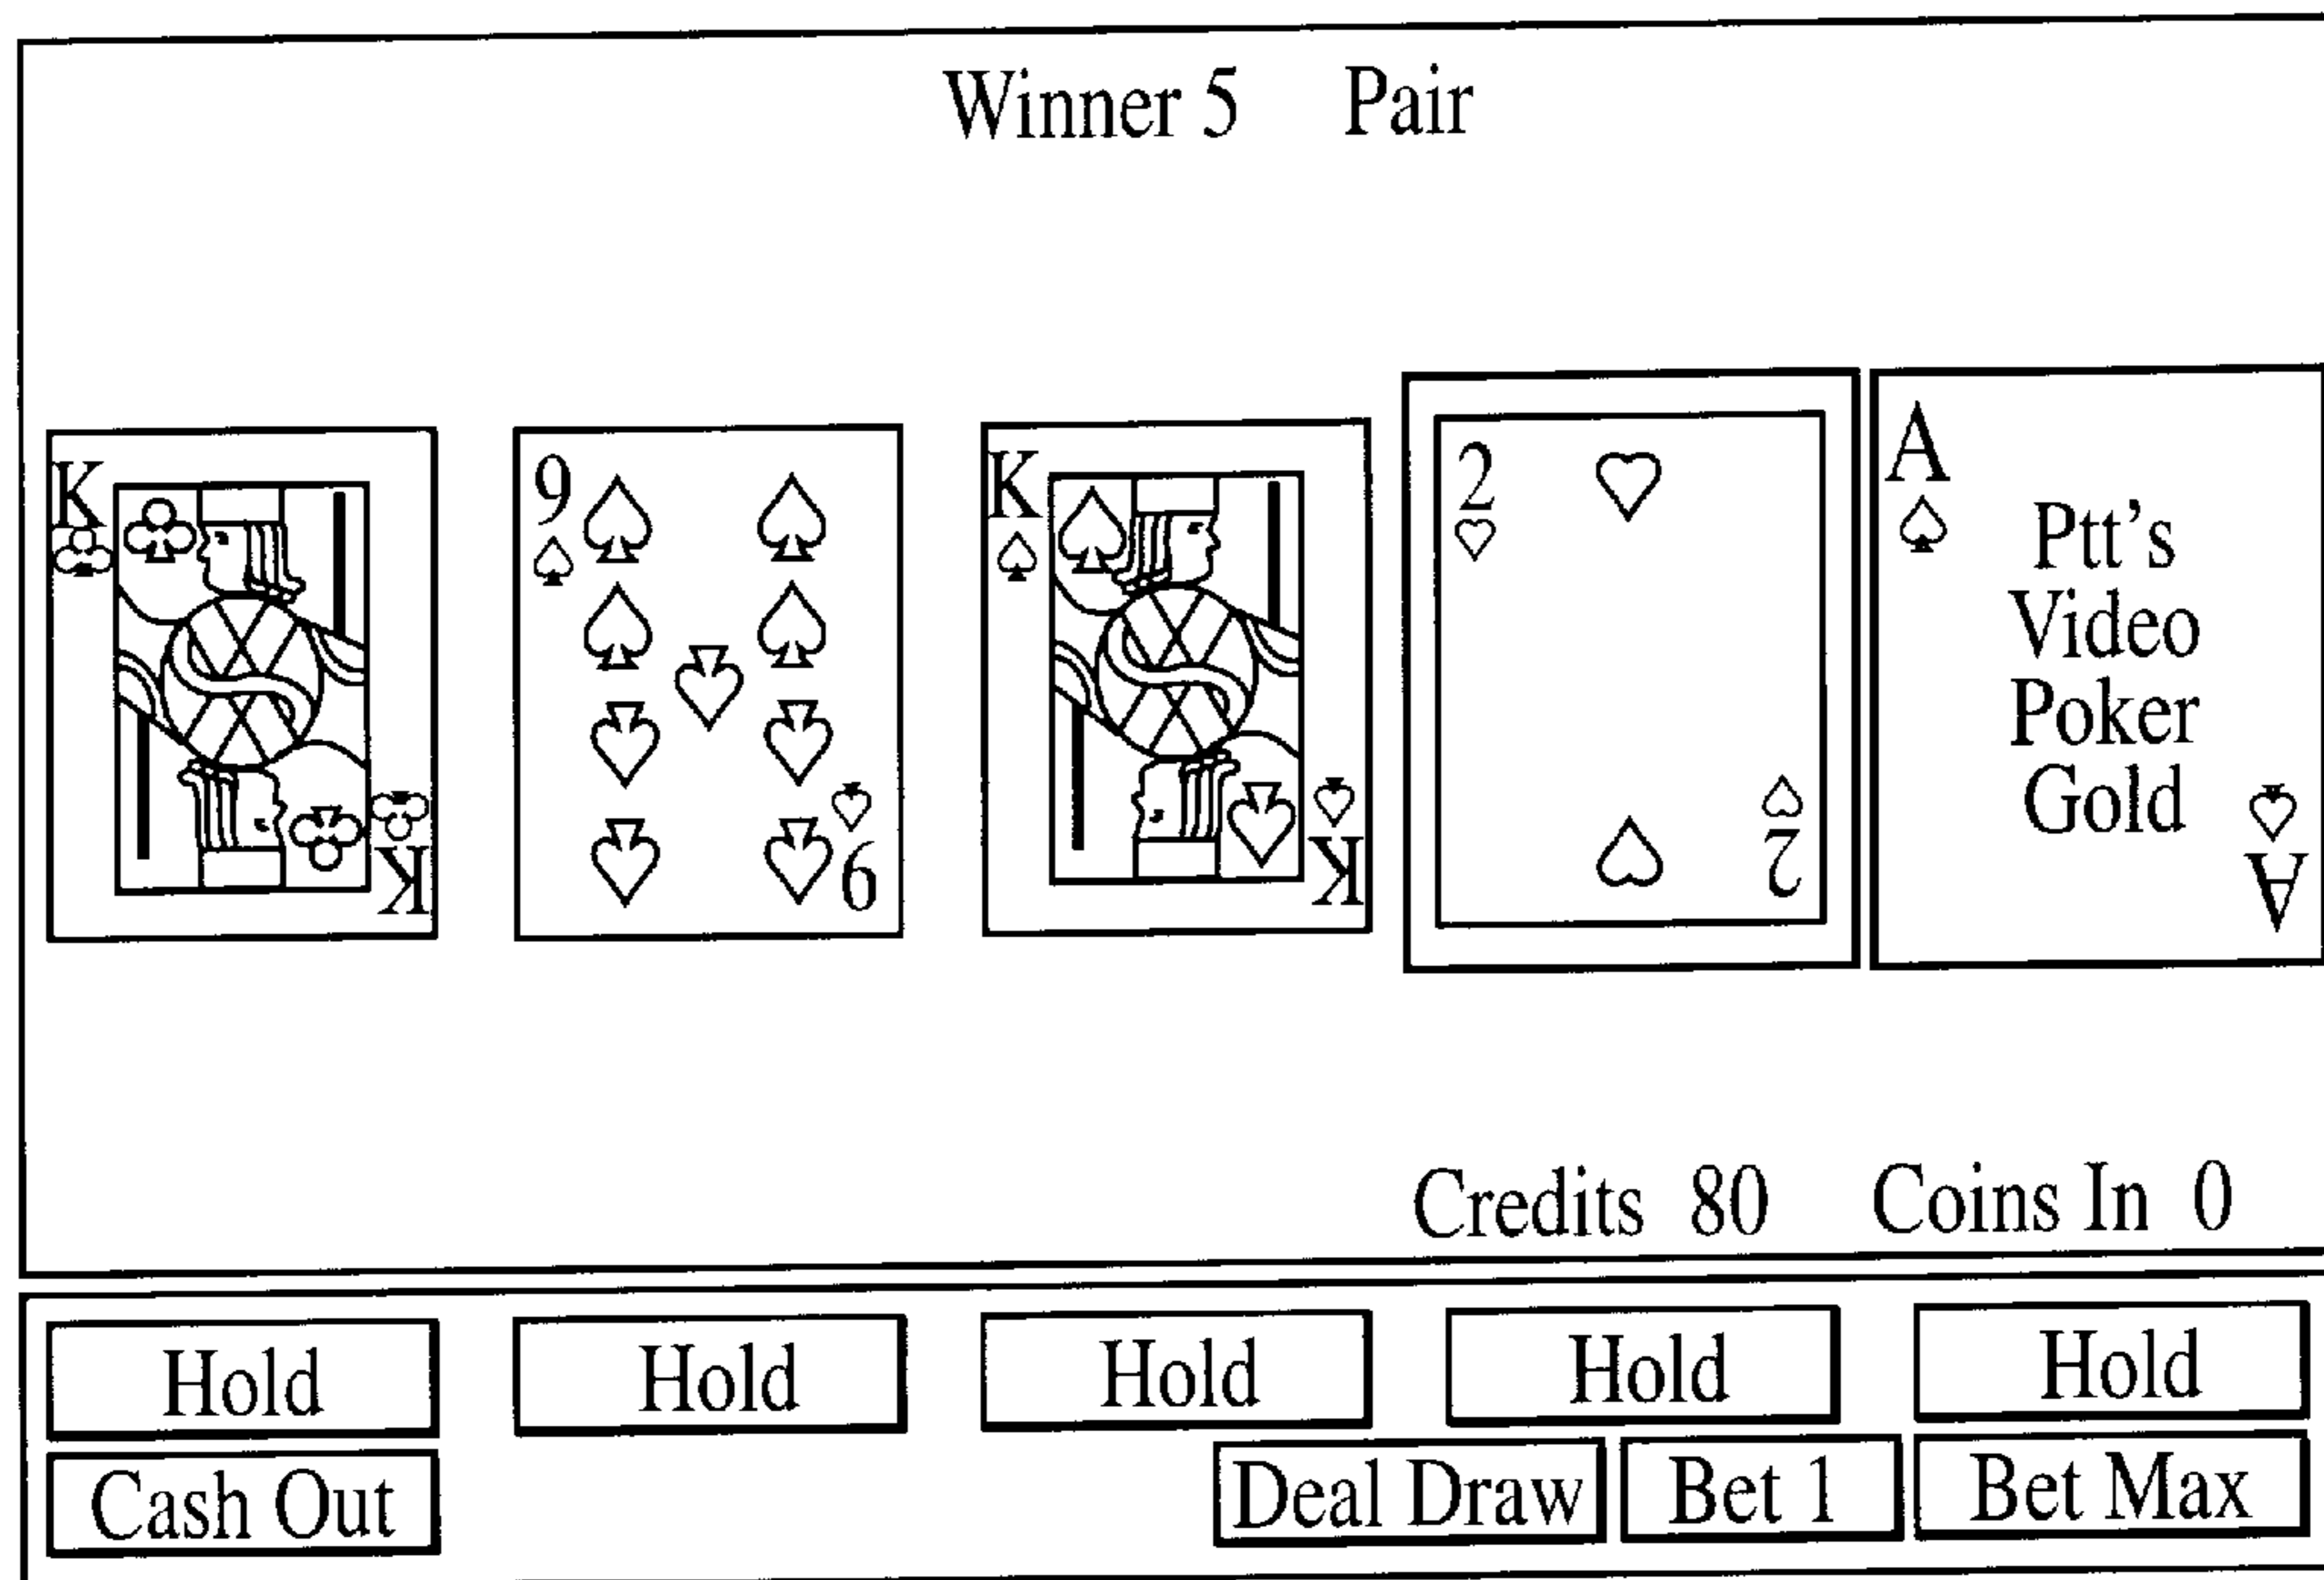 Winner 5 Pair
K
K
9
9
K
K
2
2
A
Ptt's
Video
Poker
Gold
A
Credits 80 Coins In 0
Hold Hold Hold Hold Hold
Cash Out Deal Draw Bet 1 Bet Max